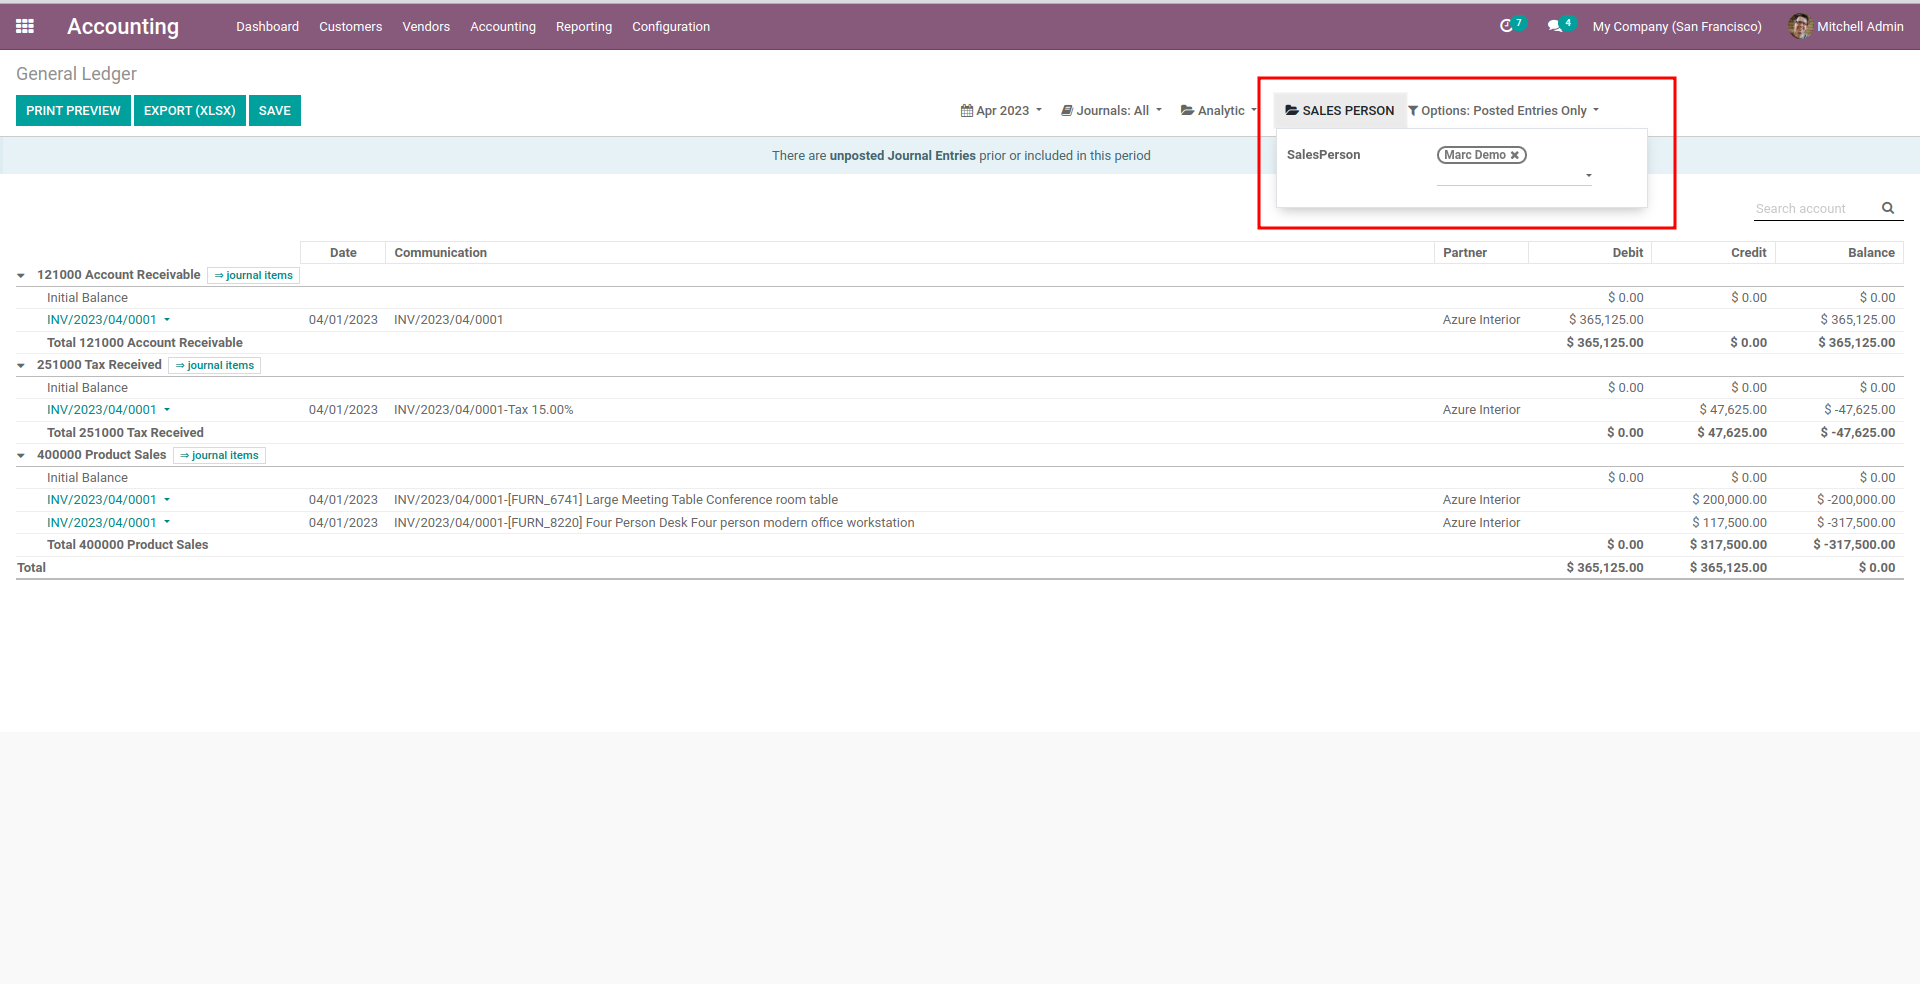 Accounting Dashboard Customers Vendors Accounting Reporting Configuration 7 4 My Company (San Francisco) Mitchell Admin
General Ledger
PRINT PREVIEW EXPORT (XLSX) SAVE Apr 2023 Journals: All Analytic SALES PERSON Options: Posted Entries Only
There are unposted Journal Entries prior or included in this period
SalesPerson Marc Demo
Search account
Date Communication Partner Debit Credit Balance
121000 Account Receivable ⇒ journal items
Initial Balance $ 0.00 $ 0.00 $ 0.00
INV/2023/04/0001 04/01/2023 INV/2023/04/0001 Azure Interior $ 365,125.00 $ 365,125.00
Total 121000 Account Receivable $ 365,125.00 $ 0.00 $ 365,125.00
251000 Tax Received ⇒ journal items
Initial Balance $ 0.00 $ 0.00 $ 0.00
INV/2023/04/0001 04/01/2023 INV/2023/04/0001-Tax 15.00% Azure Interior $ 47,625.00 $ -47,625.00
Total 251000 Tax Received $ 0.00 $ 47,625.00 $ -47,625.00
400000 Product Sales ⇒ journal items
Initial Balance $ 0.00 $ 0.00 $ 0.00
INV/2023/04/0001 04/01/2023 INV/2023/04/0001-[FURN_6741] Large Meeting Table Conference room table Azure Interior $ 200,000.00 $ -200,000.00
INV/2023/04/0001 04/01/2023 INV/2023/04/0001-[FURN_8220] Four Person Desk Four person modern office workstation Azure Interior $ 117,500.00 $ -317,500.00
Total 400000 Product Sales $ 0.00 $ 317,500.00 $ -317,500.00
Total $ 365,125.00 $ 365,125.00 $ 0.00